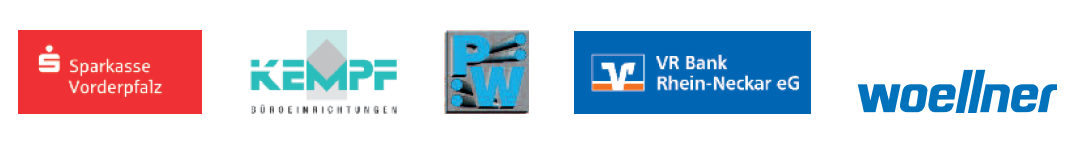 Sparkasse
Vorderpfalz
KEMPF
BÜROEINRICHTUNGEN
PW
VR Bank
Rhein-Neckar eG
woellner